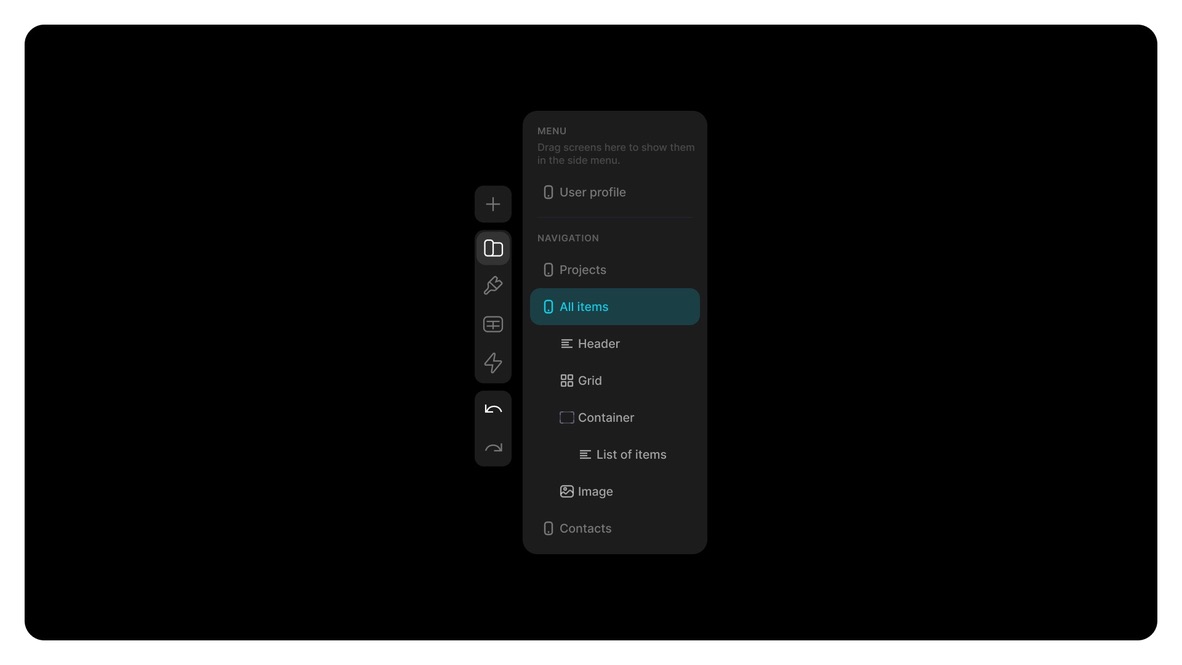 MENU
Drag screens here to show them
in the side menu.
User profile
NAVIGATION
Projects
All items
Header
Grid
Container
List of items
Image
Contacts